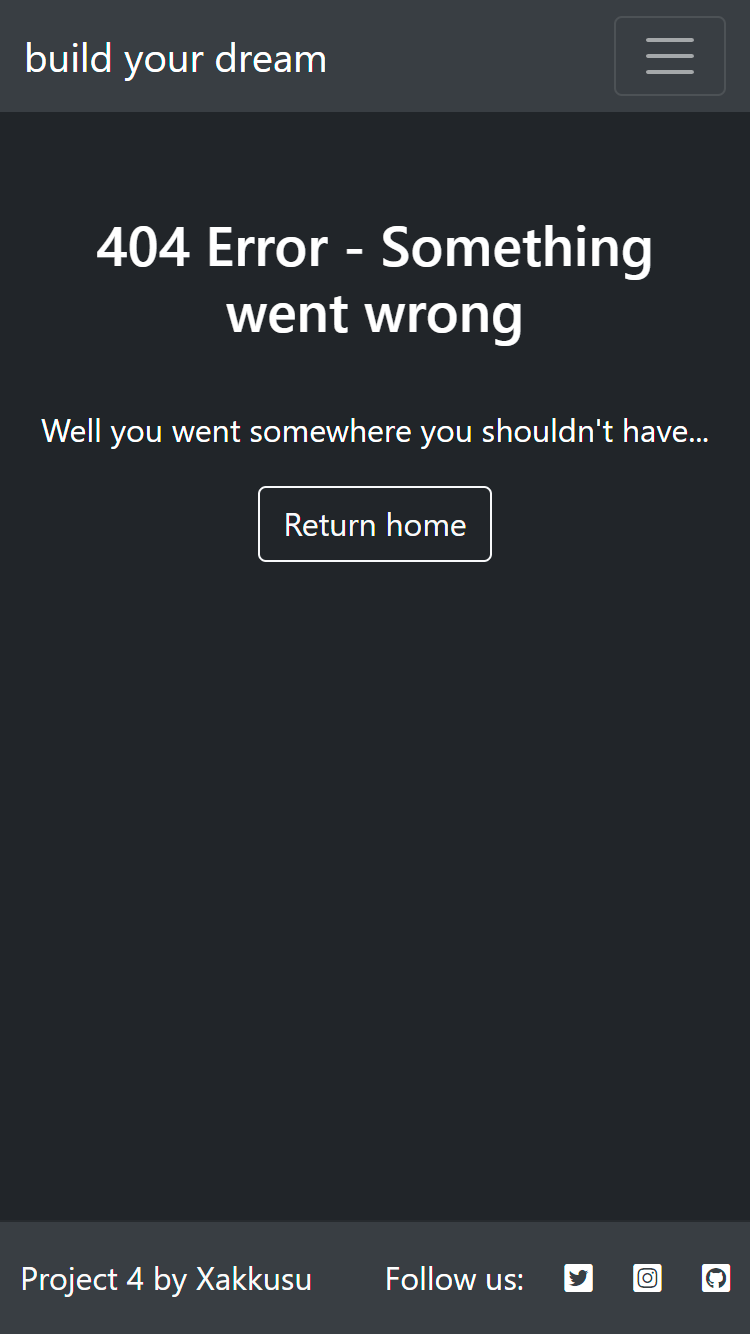 build your dream
404 Error - Something
went wrong
Well you went somewhere you shouldn't have...
Return home
Project 4 by Xakkusu Follow us: